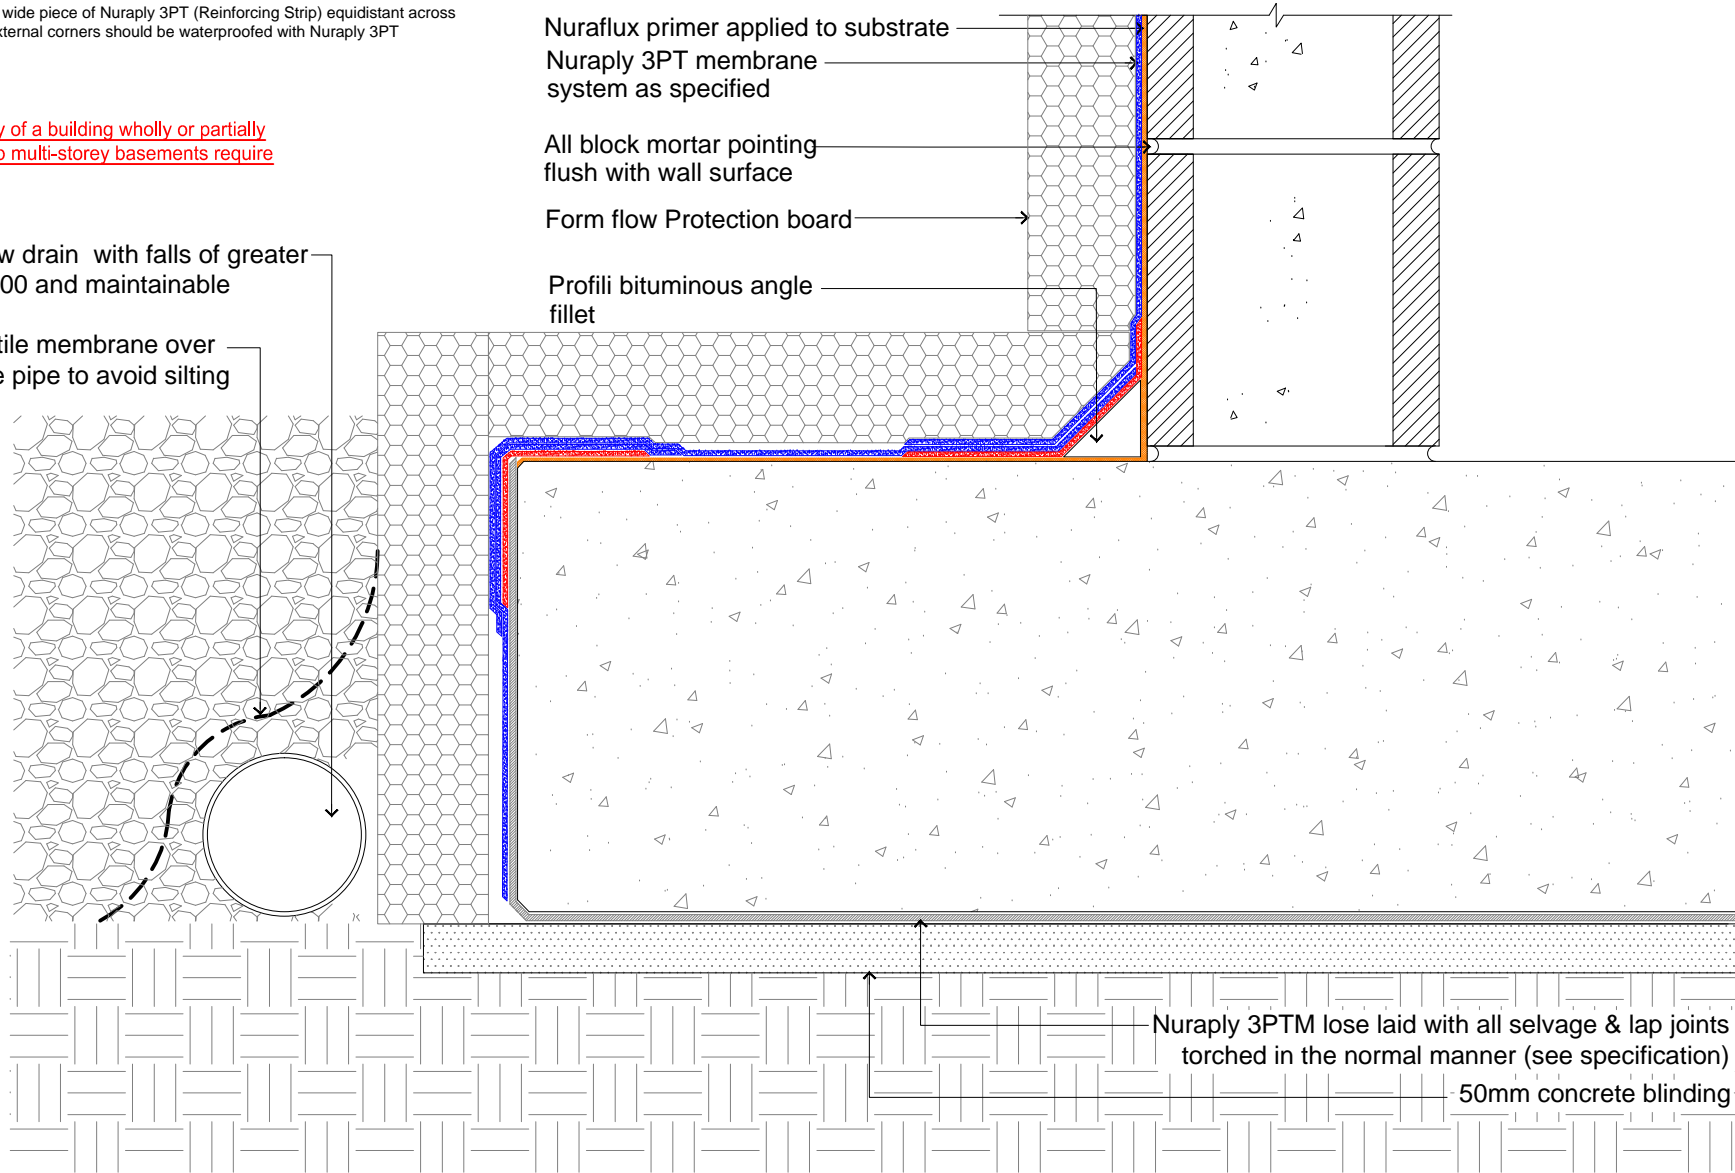 wide piece of Nuraply 3PT (Reinforcing Strip) equidistant across
xternal corners should be waterproofed with Nuraply 3PT
y of a building wholly or partially
o multi-storey basements require
w drain with falls of greater
00 and maintainable
tile membrane over
e pipe to avoid silting
Nuraflux primer applied to substrate
Nuraply 3PT membrane
system as specified
All block mortar pointing
flush with wall surface
Form flow Protection board
Profili bituminous angle
fillet
Nuraply 3PTM lose laid with all selvage & lap joints
torched in the normal manner (see specification)
50mm concrete blinding